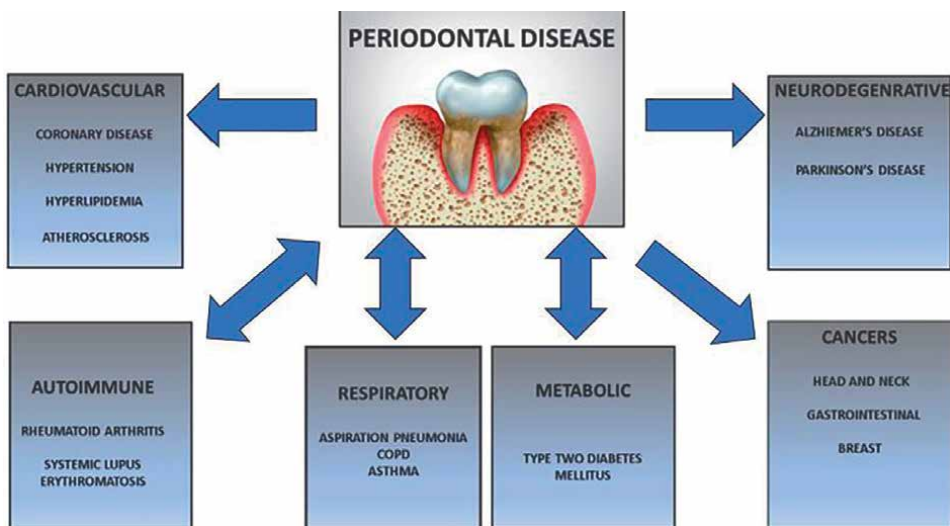 PERIODONTAL DISEASE
CARDIOVASCULAR
CORONARY DISEASE
HYPERTENSION
HYPERLIPIDEMIA
ATHEROSCLEROSIS
NEURODEGENRATIVE
ALZHIEMER'S DISEASE
PARKINSON'S DISEASE
AUTOIMMUNE
RHEUMATOID ARTHRITIS
SYSTEMIC LUPUS
ERYTHROMATOSIS
RESPIRATORY
ASPIRATION PNEUMONIA
COPD
ASTHMA
METABOLIC
TYPE TWO DIABETES
MELLITUS
CANCERS
HEAD AND NECK
GASTROINTESTINAL
BREAST